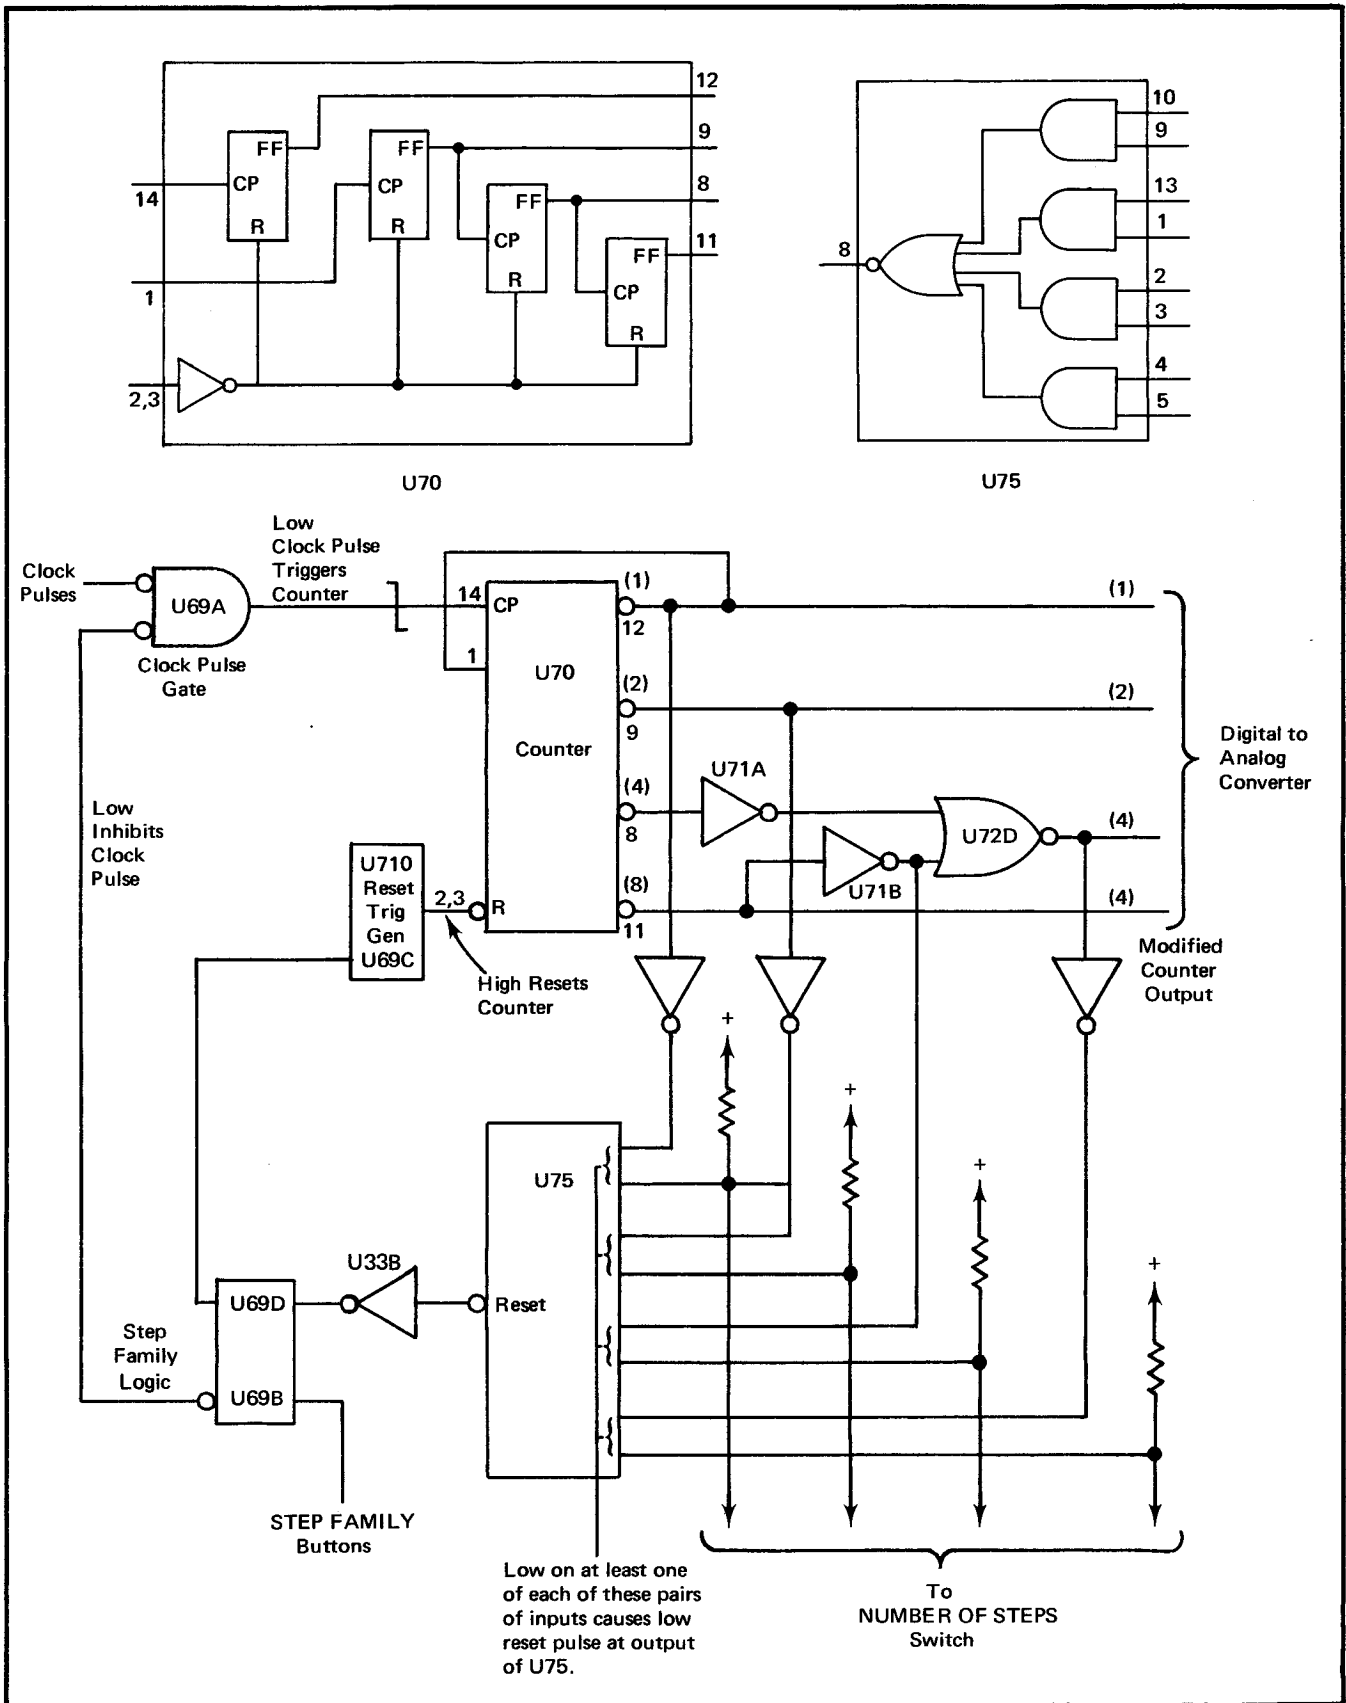 12
FF
FF
9
CP
CP
8
14
FF
R
R
11
CP
FF
R
CP
1
R
2,3
U70
10
9
13
1
8
2
3
4
5
U75
Low
Clock Pulse
Triggers
Counter
Clock
Pulses
U69A
Clock Pulse
Gate
14
CP
1
U70
Counter
(1)
12
(2)
9
(4)
8
(8)
11
(1)
(2)
(4)
(4)
U71A
U71B
U72D
Digital to
Analog
Converter
Modified
Counter
Output
Low
Inhibits
Clock
Pulse
U710
Reset
Trig
Gen
U69C
2,3
R
High Resets
Counter
+
+
+
+
U75
Reset
U33B
U69D
U69B
Step
Family
Logic
STEP FAMILY
Buttons
Low on at least one
of each of these pairs
of inputs causes low
reset pulse at output
of U75.
To
NUMBER OF STEPS
Switch